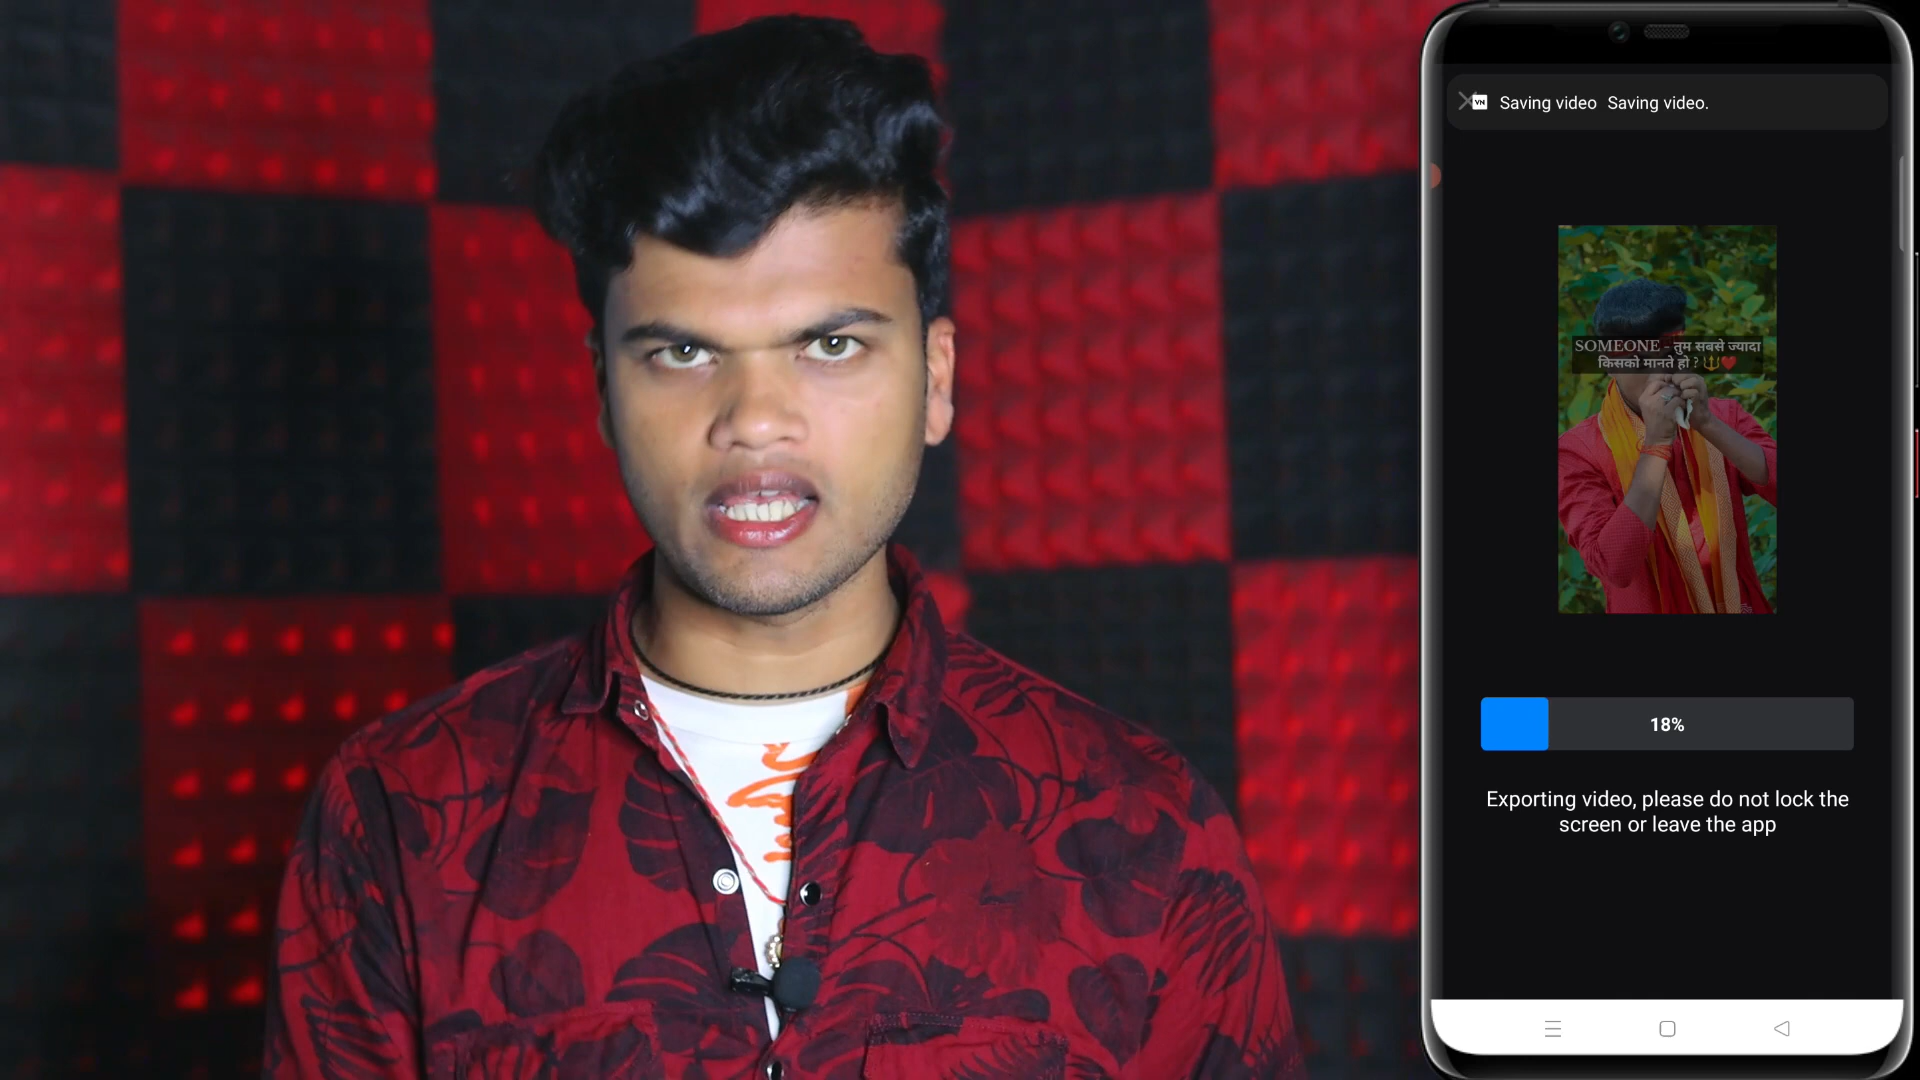 VN Saving video Saving video.
SOMEONE - तुम सबसे ज्यादा
किसको मानते हो ? 🔱❤️
18%
Exporting video, please do not lock the
screen or leave the app